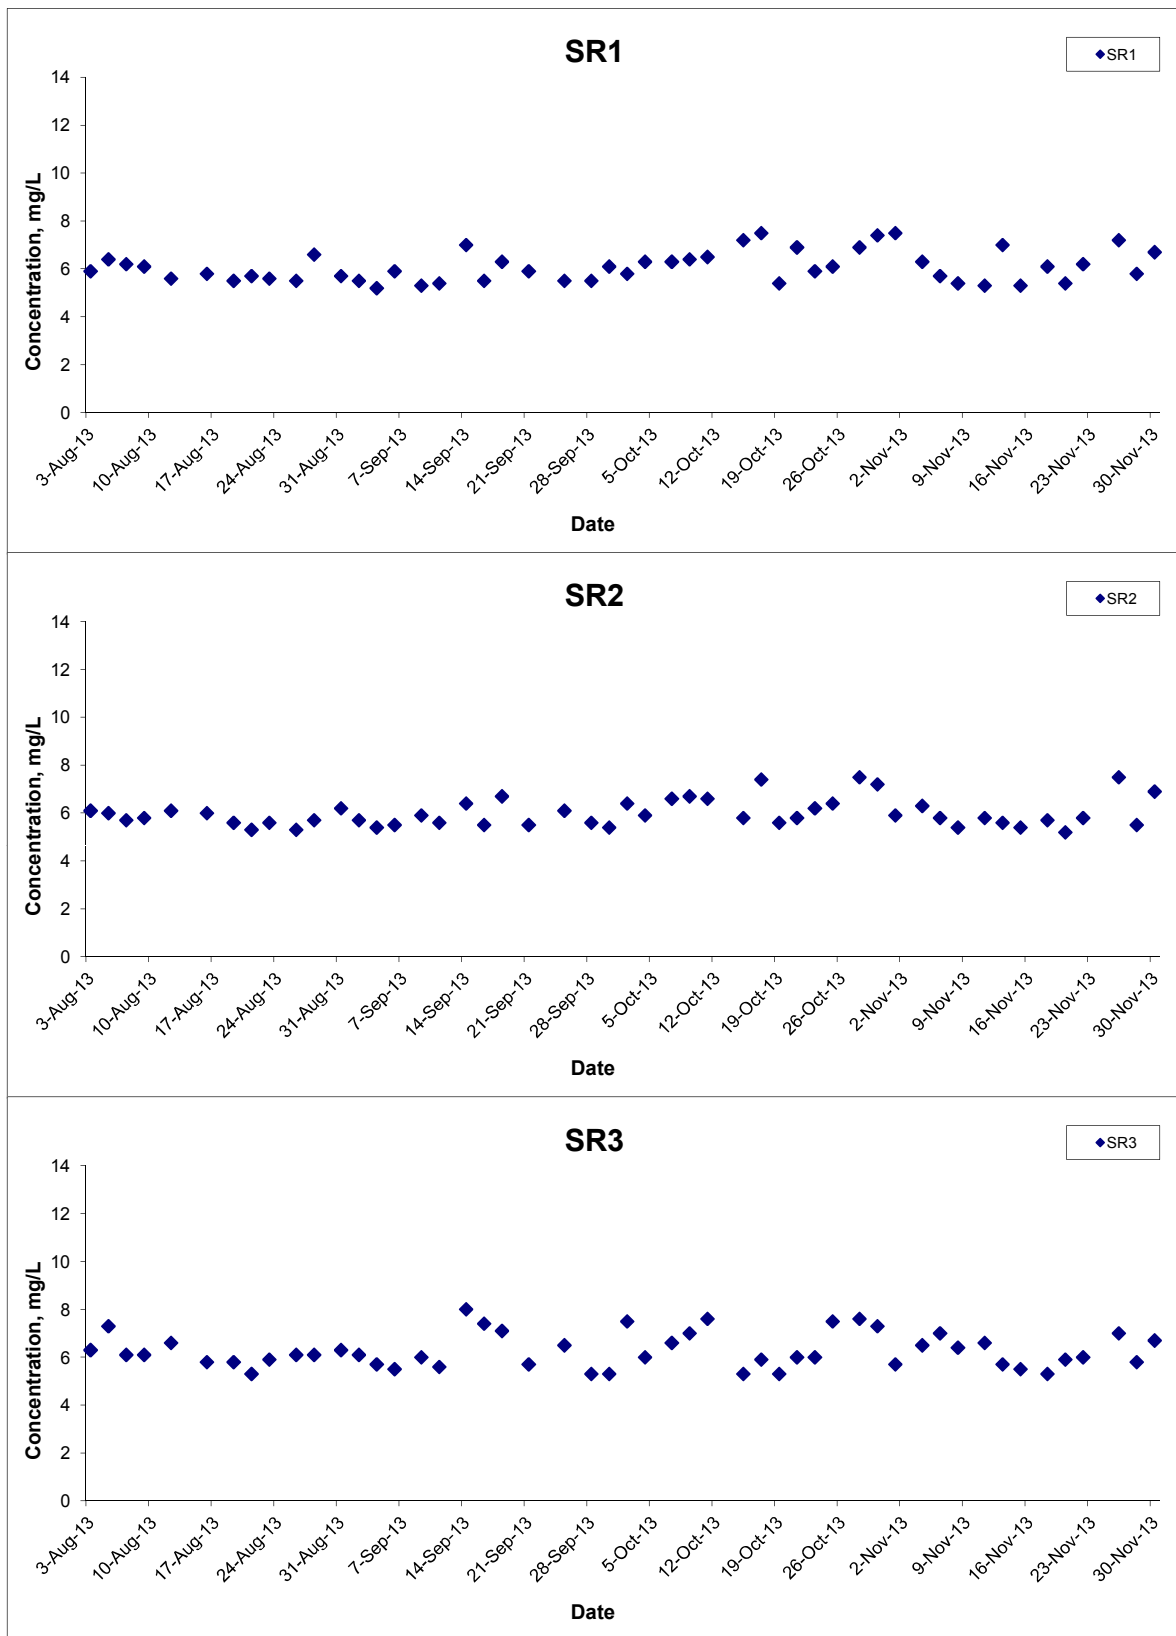 SR1
SR1
14
12
10
8
6
4
2
0
Concentration, mg/L
3-Aug-13 10-Aug-13 17-Aug-13 24-Aug-13 31-Aug-13 7-Sep-13 14-Sep-13 21-Sep-13 28-Sep-13 5-Oct-13 12-Oct-13 19-Oct-13 26-Oct-13 2-Nov-13 9-Nov-13 16-Nov-13 23-Nov-13 30-Nov-13
Date
SR2
SR2
14
12
10
8
6
4
2
0
Concentration, mg/L
3-Aug-13 10-Aug-13 17-Aug-13 24-Aug-13 31-Aug-13 7-Sep-13 14-Sep-13 21-Sep-13 28-Sep-13 5-Oct-13 12-Oct-13 19-Oct-13 26-Oct-13 2-Nov-13 9-Nov-13 16-Nov-13 23-Nov-13 30-Nov-13
Date
SR3
SR3
14
12
10
8
6
4
2
0
Concentration, mg/L
3-Aug-13 10-Aug-13 17-Aug-13 24-Aug-13 31-Aug-13 7-Sep-13 14-Sep-13 21-Sep-13 28-Sep-13 5-Oct-13 12-Oct-13 19-Oct-13 26-Oct-13 2-Nov-13 9-Nov-13 16-Nov-13 23-Nov-13 30-Nov-13
Date